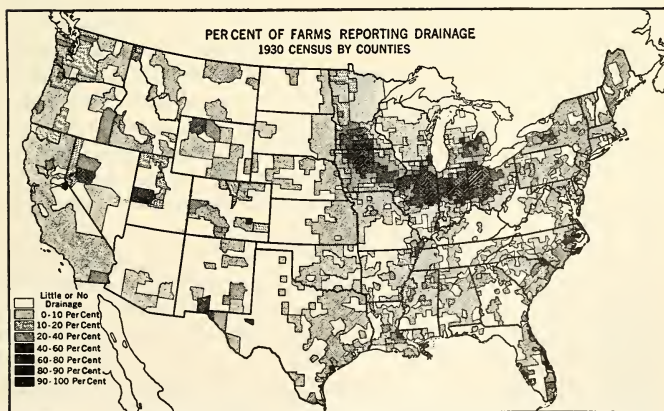 PER CENT OF FARMS REPORTING DRAINAGE
1930 CENSUS BY COUNTIES
Little or No
Drainage
0-10 Per Cent
10-20 Per Cent
20-40 Per Cent
40-60 Per Cent
60-80 Per Cent
80-90 Per Cent
90-100 Per Cent